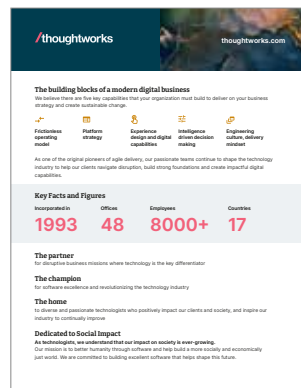 /thoughtworks
thoughtworks.com
The building blocks of a modern digital business
We believe there are five key capabilities that your organization must build to deliver on your business
strategy and create sustainable change.
Frictionless operating model
Platform strategy
Experience design and digital capabilities
Intelligence driven decision making
Engineering culture, delivery mindset
As one of the original pioneers of agile delivery, our passionate teams continue to shape the technology
industry to help our clients navigate disruption, build strong foundations and create impactful digital
capabilities.
Key Facts and Figures
Incorporated in
Offices
Employees
Countries
1993
48
8000+
17
The partner
for disruptive business missions where technology is the key differentiator
The champion
for software excellence and revolutionizing the technology industry
The home
to diverse and passionate technologists who positively impact our clients and society, and inspire our
industry to continually improve
Dedicated to Social Impact
As technologists, we understand that our impact on society is ever-growing.
Our mission is to better humanity through software and help build a more socially and economically
just world. We are committed to building excellent software that helps shape this future.